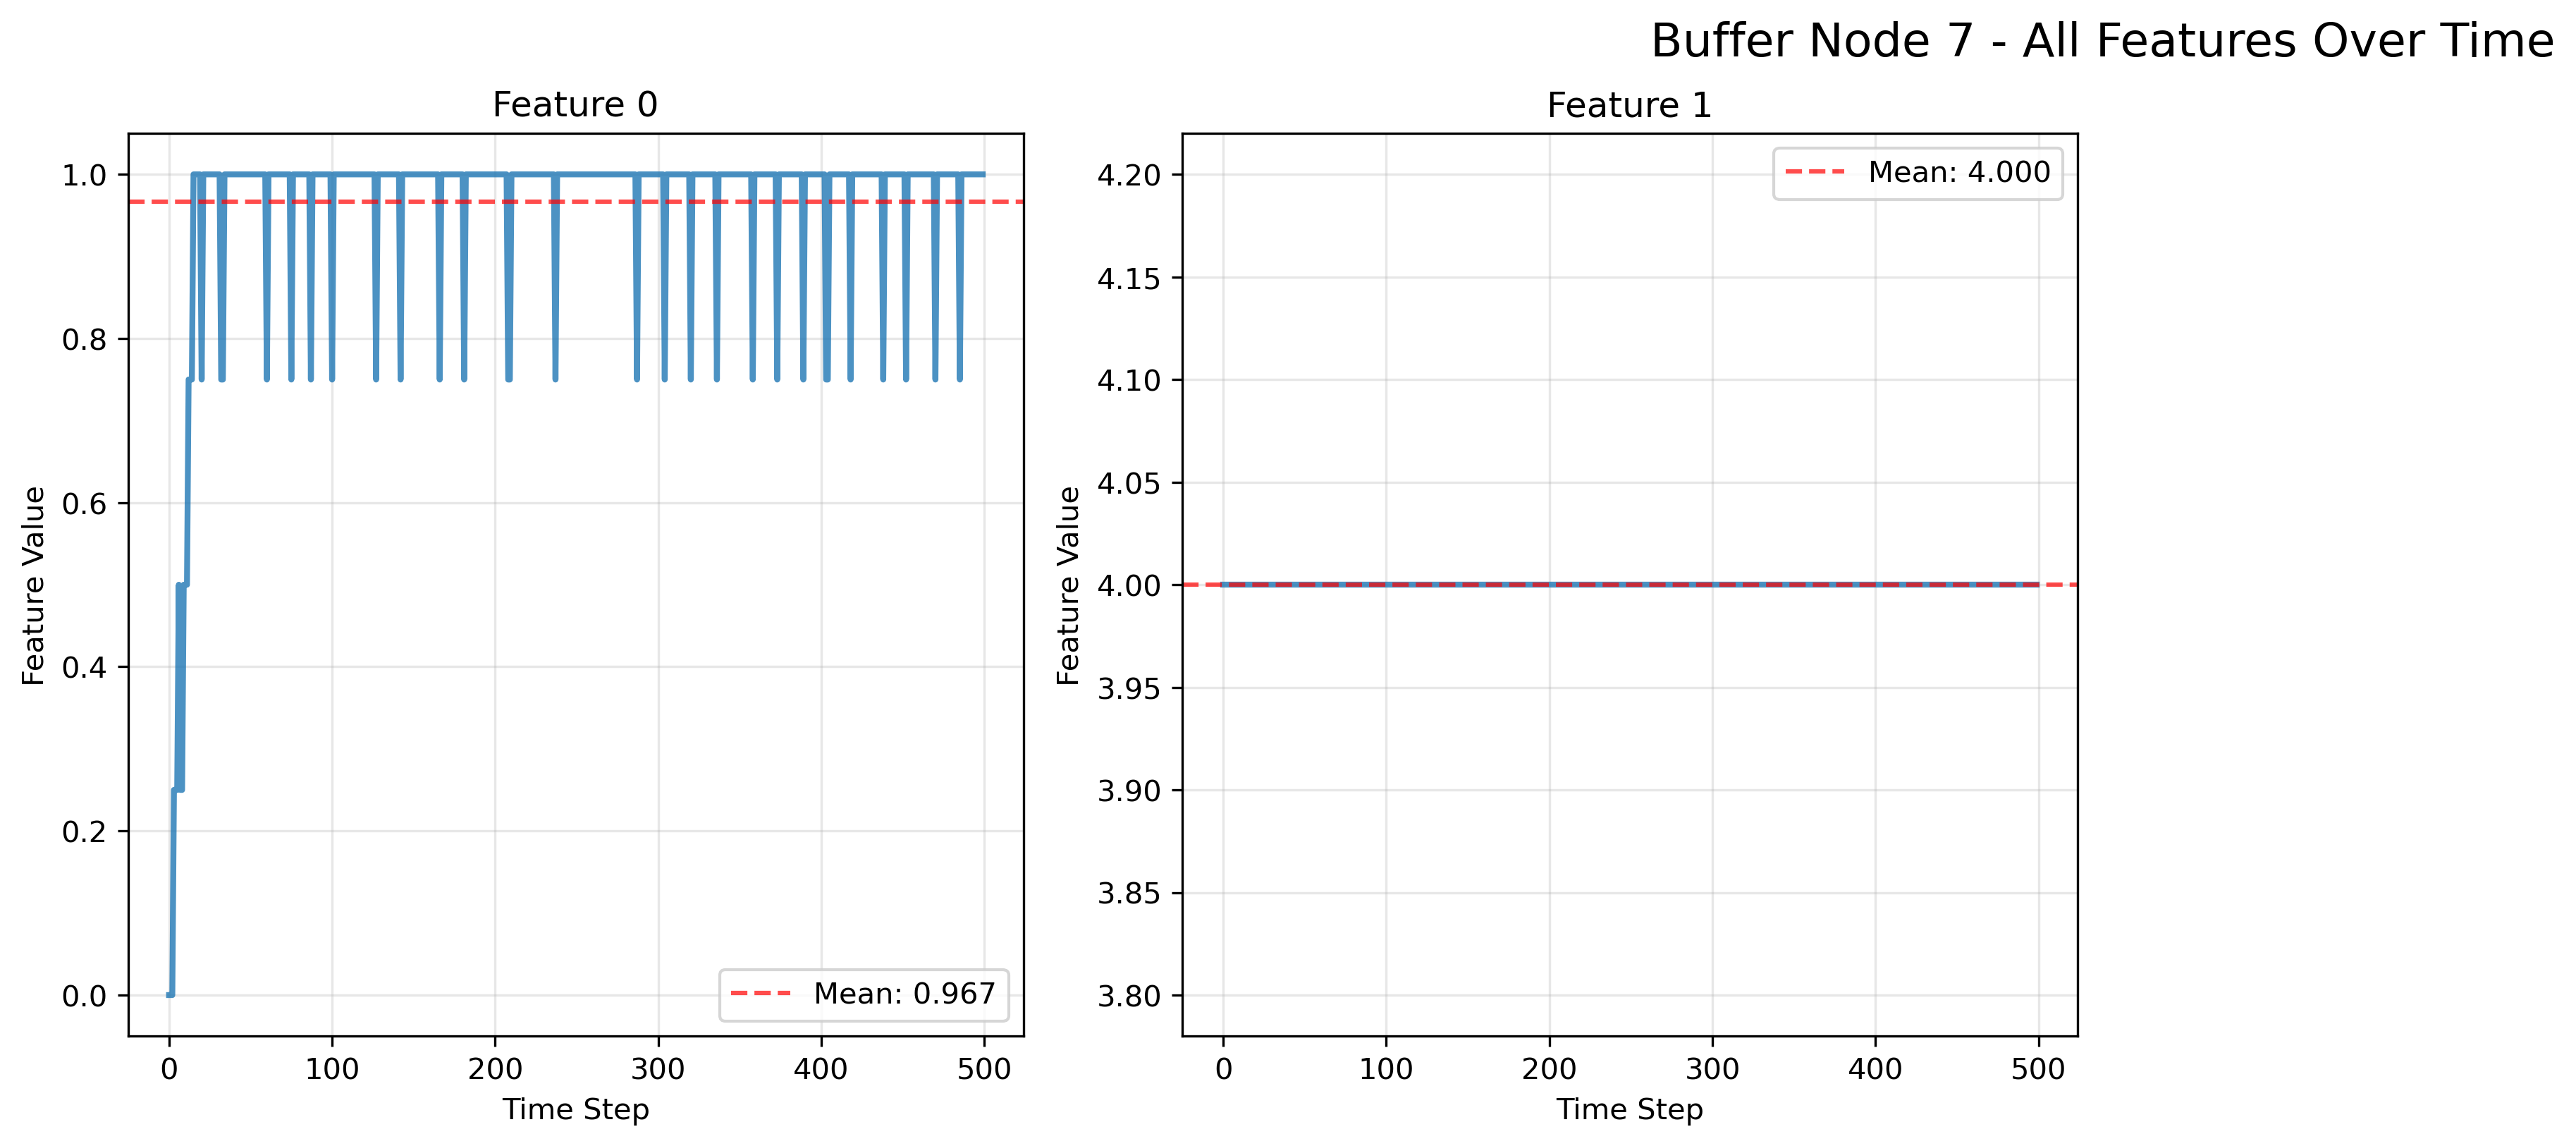 Buffer Node 7 - All Features Over Time
Feature 0
Feature Value
1.0
0.8
0.6
0.4
0.2
0.0
Mean: 0.967
0 100 200 300 400 500
Time Step
Feature 1
Feature Value
4.20
4.15
4.10
4.05
4.00
3.95
3.90
3.85
3.80
Mean: 4.000
0 100 200 300 400 500
Time Step